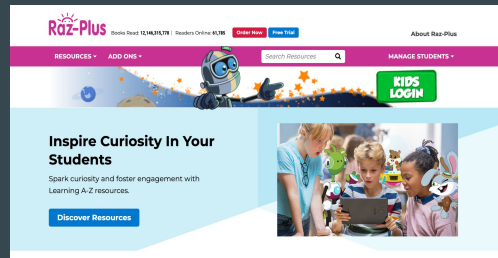 Raz-Plus
Books Read: 12,146,315,778 | Readers Online: 61,785
Order Now
Free Trial
About Raz-Plus
RESOURCES
ADD ONS
Search Resources
MANAGE STUDENTS
KIDS
LOGIN
Inspire Curiosity In Your
Students
Spark curiosity and foster engagement with
Learning A-Z resources.
Discover Resources